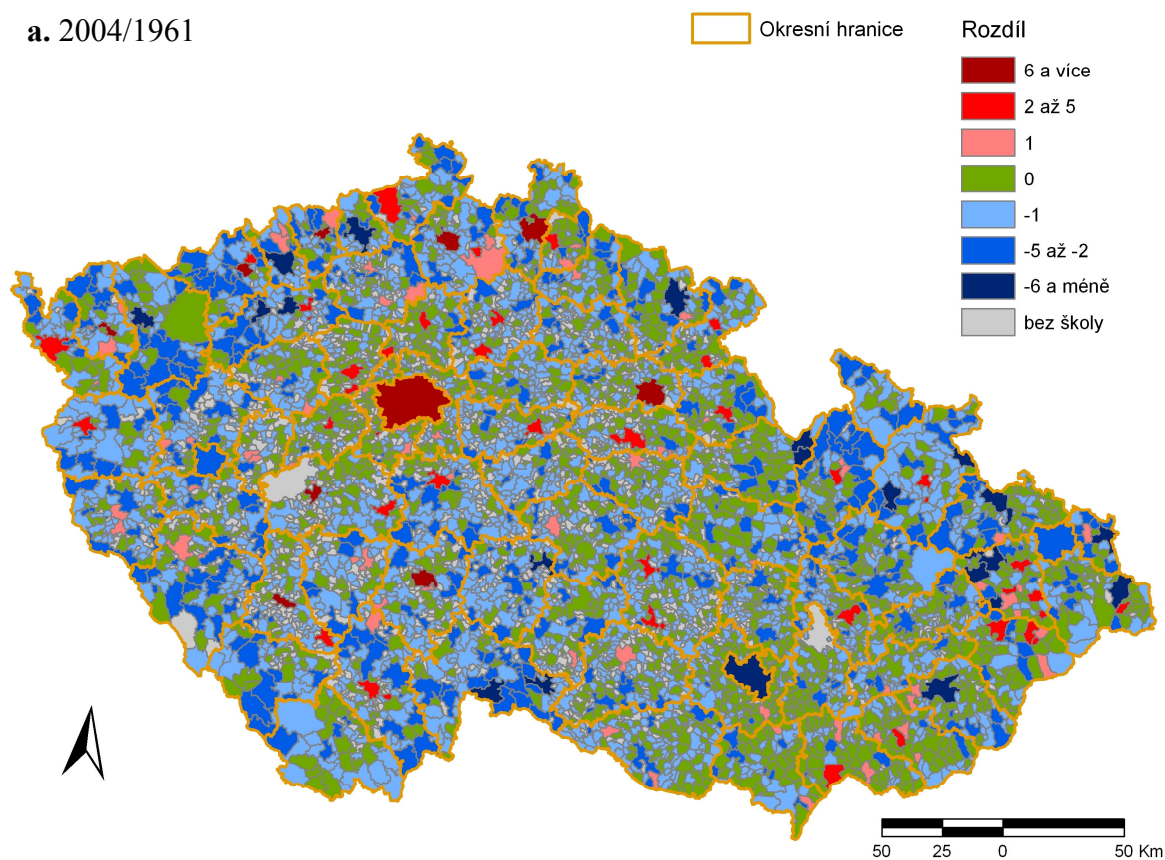 a. 2004/1961
Okresní hranice
Rozdíl
6 a více
2 až 5
1
0
-1
-5 až -2
-6 a méně
bez školy
50 25 0 50 Km